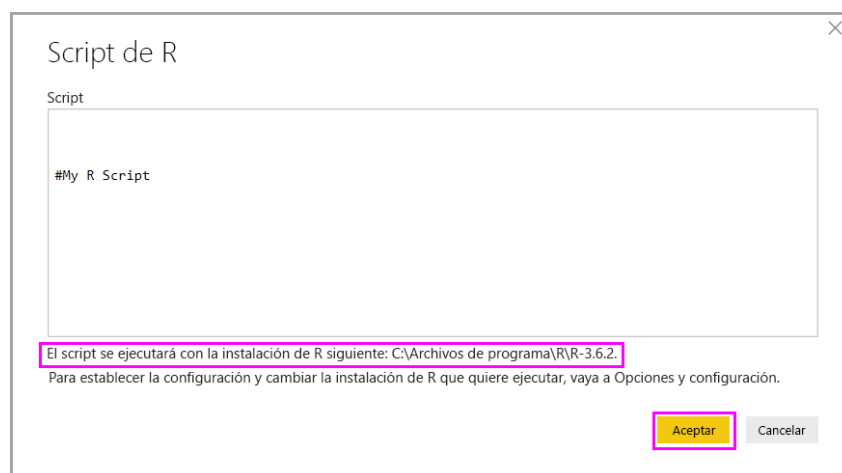 Script de R
Script
#My R Script
El script se ejecutará con la instalación de R siguiente: C:\Archivos de programa\R\R-3.6.2.
Para establecer la configuración y cambiar la instalación de R que quiere ejecutar, vaya a Opciones y configuración.
Aceptar
Cancelar